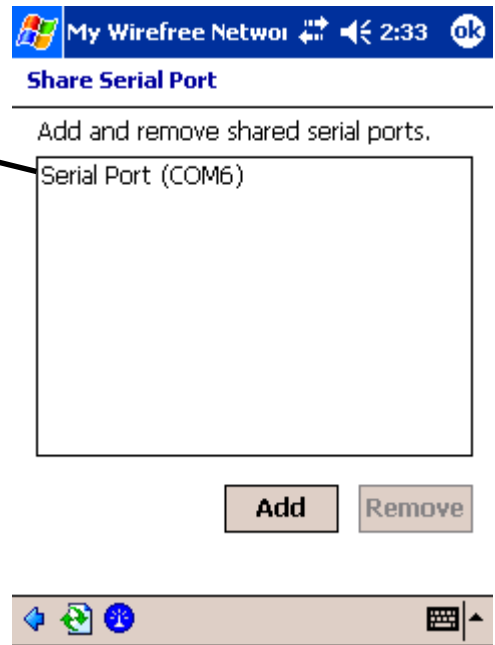 My Wirefree Networ 2:33 ok
Share Serial Port
Add and remove shared serial ports.
Serial Port (COM6)
Add Remove